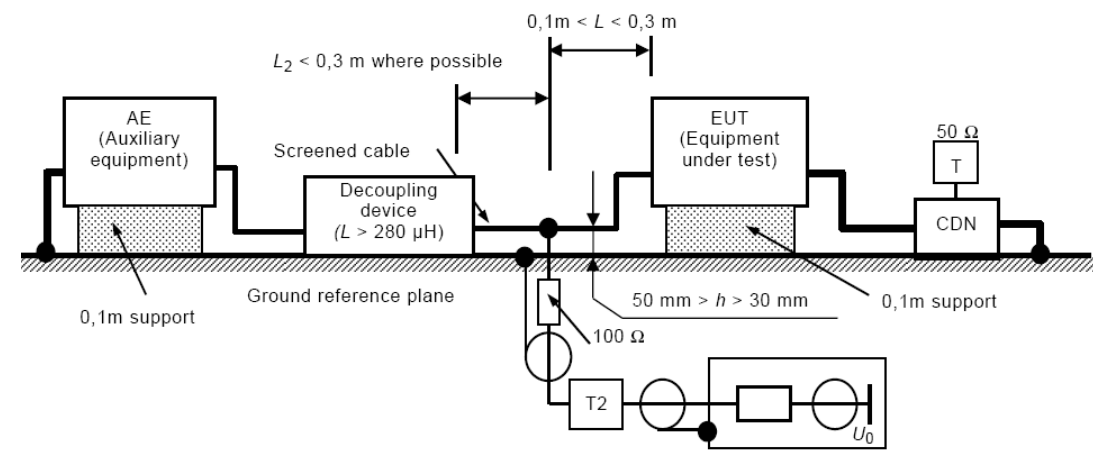 0,1m < L < 0,3 m
L2 < 0,3 m where possible
AE
(Auxiliary
equipment)
EUT
(Equipment
under test)
50 Ω
T
Screened cable
Decoupling
device
(L > 280 µH)
CDN
Ground reference plane
50 mm > h > 30 mm
0,1m support
0,1m support
100 Ω
T2
U0